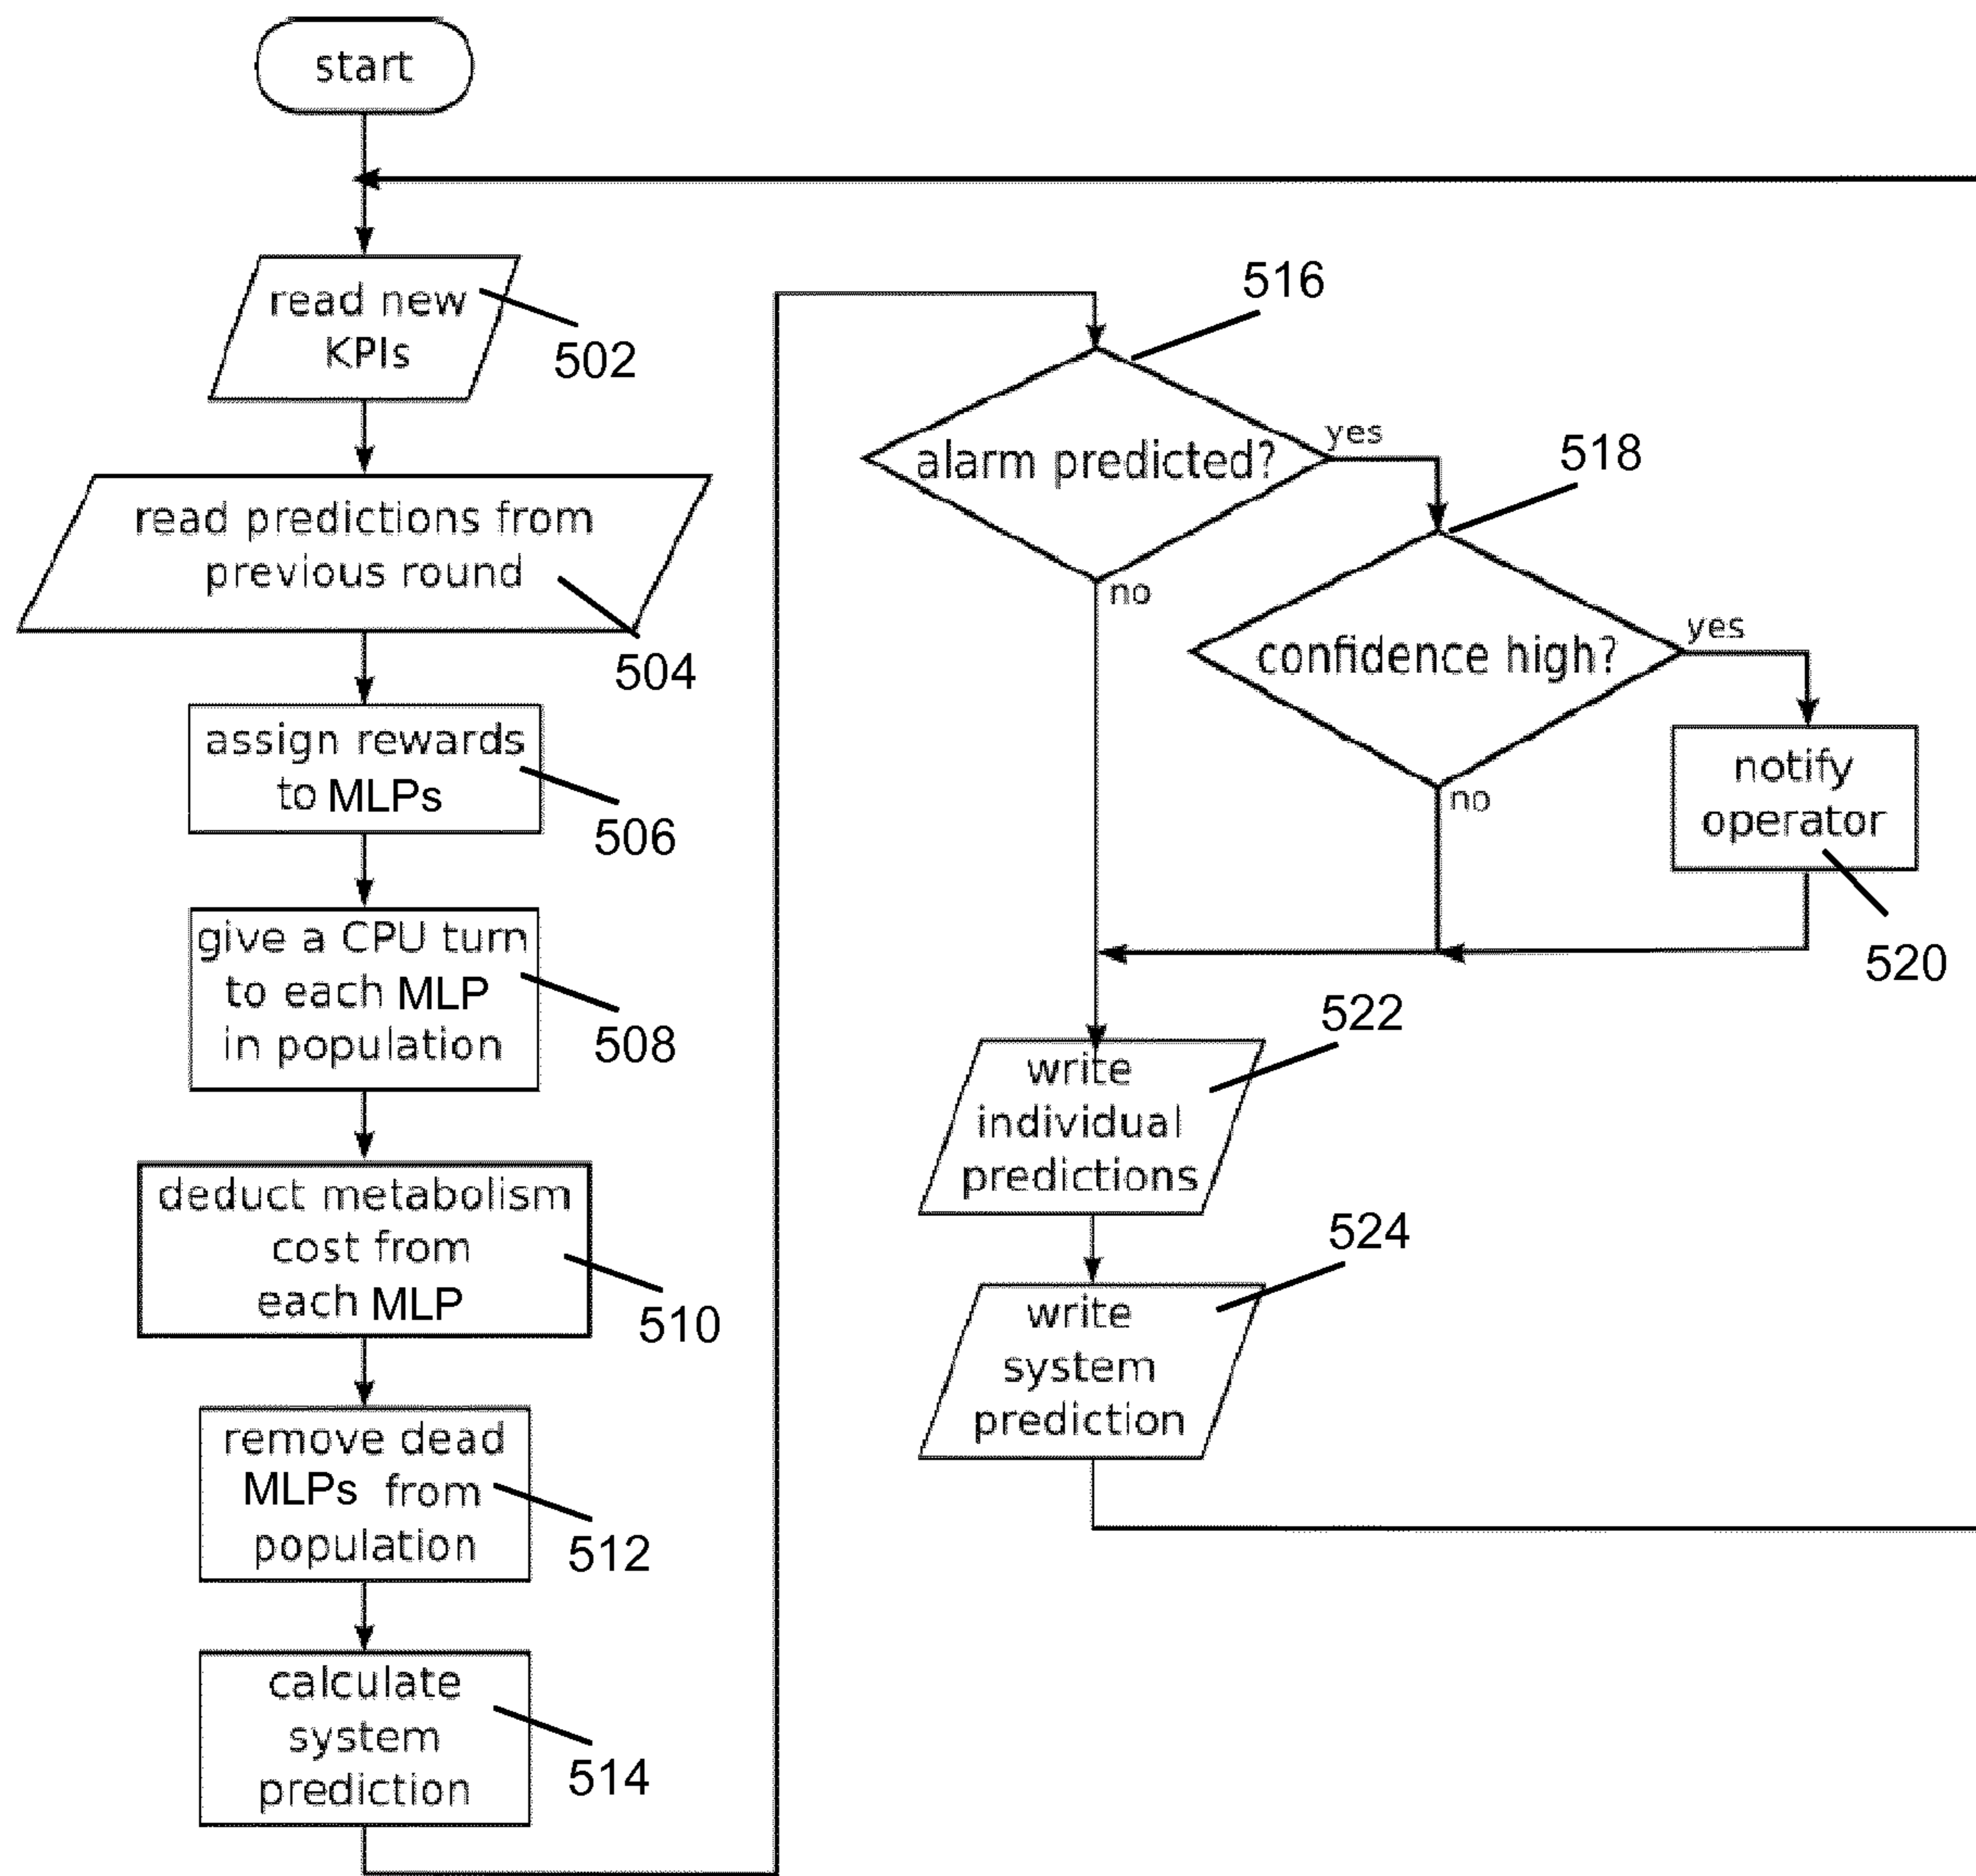 start
read new
KPIs
502
read predictions from
previous round
504
assign rewards
to MLPs
506
give a CPU turn
to each MLP
in population
508
deduct metabolism
cost from
each MLP
510
remove dead
MLPs from
population
512
calculate
system
prediction
514
516
alarm predicted?
yes
no
518
confidence high?
yes
no
notify
operator
520
522
write
individual
predictions
524
write
system
prediction